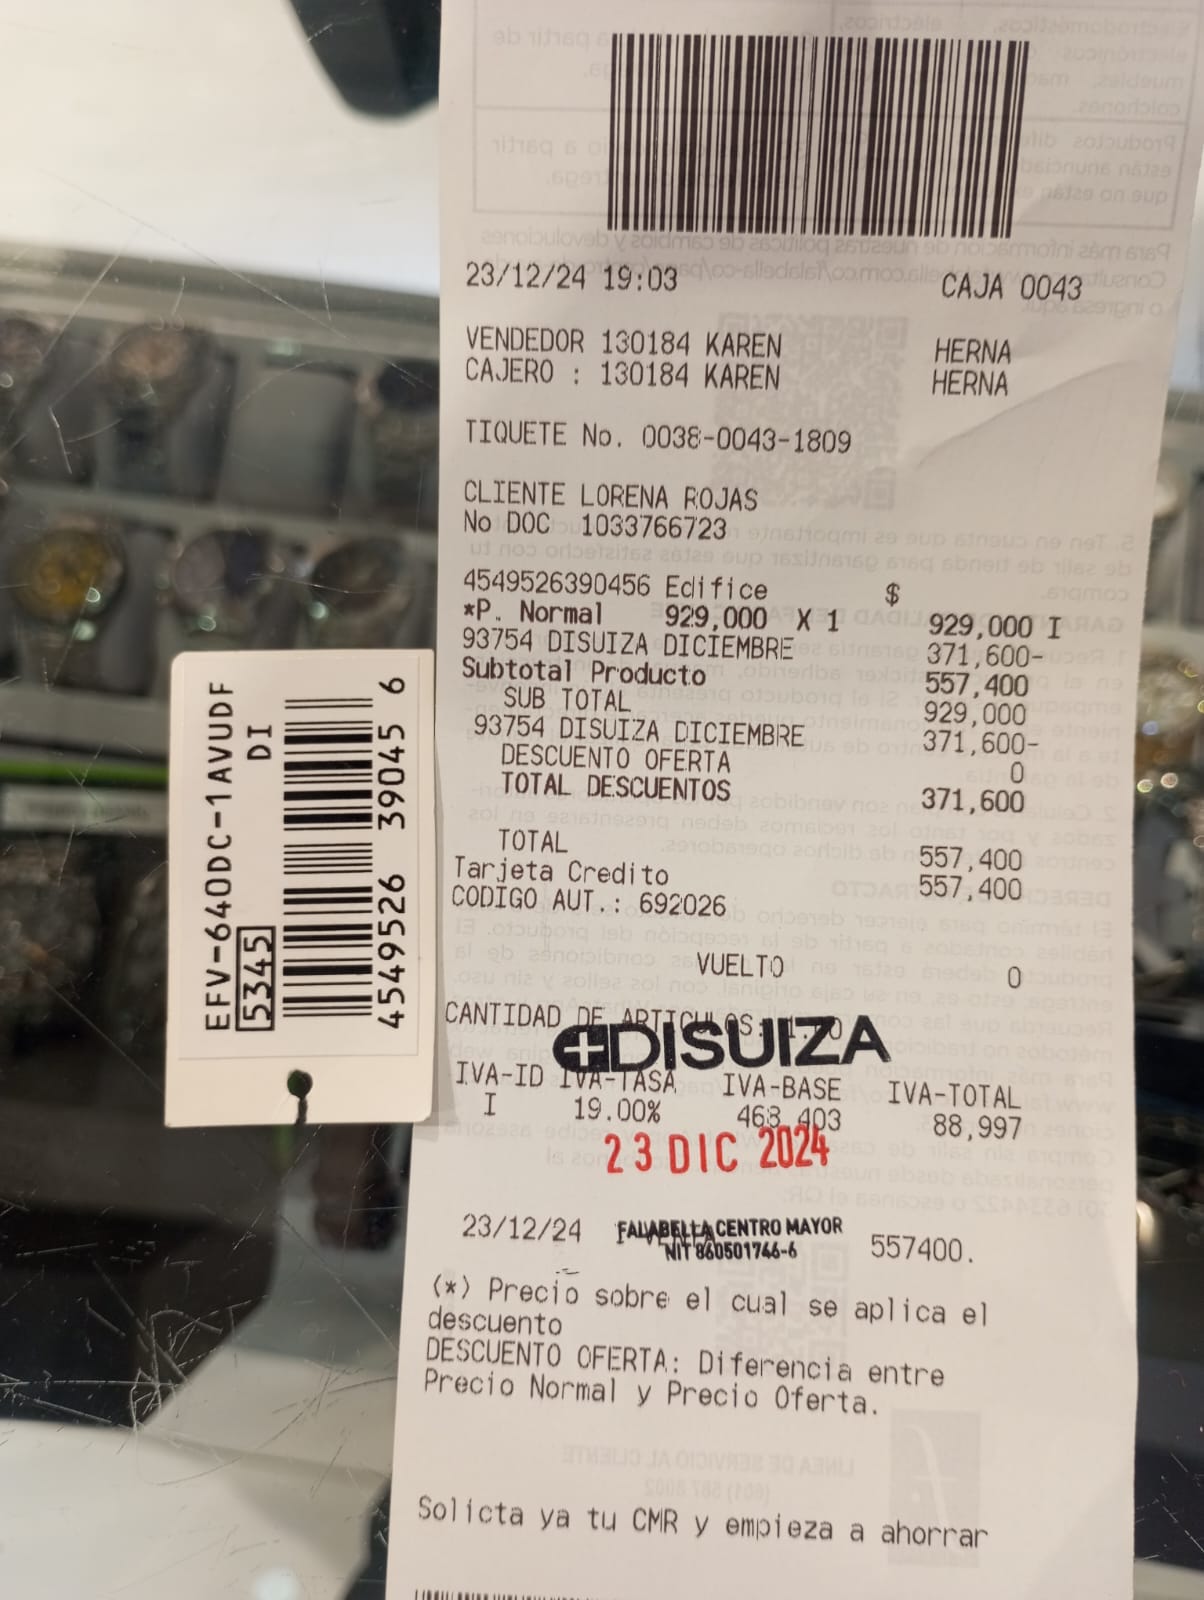 23/12/24 19:03 CAJA 0043
VENDEDOR 130184 KAREN HERNA
CAJERO : 130184 KAREN HERNA
TIQUETE No. 0038-0043-1809
CLIENTE LORENA ROJAS
No DOC 1033766723
4549526390456 Edifice $
*P. Normal 929,000 X 1 929,000 I
93754 DISUIZA DICIEMBRE 371,600-
Subtotal Producto 557,400
SUB TOTAL 929,000
93754 DISUIZA DICIEMBRE 371,600-
DESCUENTO OFERTA 0
TOTAL DESCUENTOS 371,600
TOTAL 557,400
Tarjeta Credito 557,400
CODIGO AUT.: 692026
VUELTO 0
CANTIDAD DE ARTICULOS:
DISUIZA
IVA-ID IVA-TASA IVA-BASE IVA-TOTAL
I 19.00% 468,403 88,997
23 DIC 2024
23/12/24 FALABELLA CENTRO MAYOR 557400.
NIT 860501746-6
(*) Precio sobre el cual se aplica el
descuento
DESCUENTO OFERTA: Diferencia entre
Precio Normal y Precio Oferta.
Solicta ya tu CMR y empieza a ahorrar
EFV-640DC-1AVUDF
DI
5345
4549526 39045 6